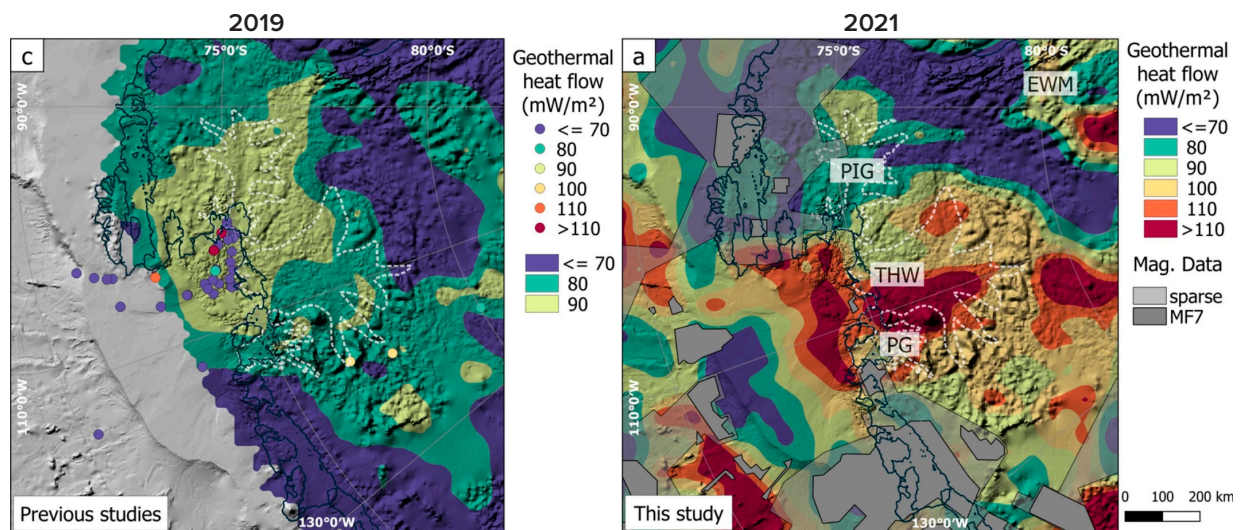 2019
c
75°0'S
80°0'S
90°0'W
110°0'W
130°0'W
Previous studies
Geothermal
heat flow
(mW/m²)
<= 70
80
90
100
110
>110
<= 70
80
90
2021
a
75°0'S
80°0'S
90°0'W
110°0'W
130°0'W
EWM
PIG
THW
PG
This study
Geothermal
heat flow
(mW/m²)
<=70
80
90
100
110
>110
Mag. Data
sparse
MF7
0 100 200 km